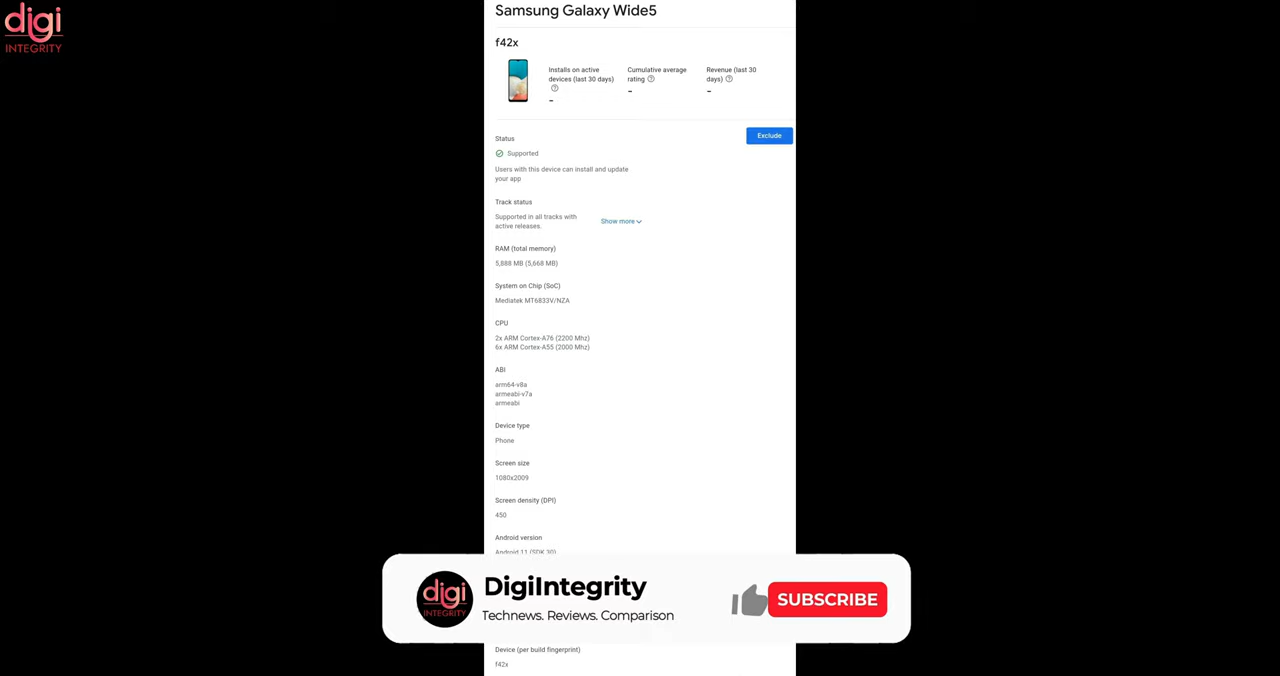 digi
INTEGRITY
Samsung Galaxy Wide5
f42x
Installs on active
devices (last 30 days)
-
Cumulative average
rating
-
Revenue (last 30
days)
-
Exclude
Status
Supported
Users with this device can install and update
your app
Track status
Supported in all tracks with
active releases.
Show more
RAM (total memory)
5,888 MB (5,668 MB)
System on Chip (SoC)
Mediatek MT6833V/NZA
CPU
2x ARM Cortex-A76 (2200 Mhz)
6x ARM Cortex-A55 (2000 Mhz)
ABI
arm64-v8a
armeabi-v7a
armeabi
Device type
Phone
Screen size
1080x2009
Screen density (DPI)
450
Android version
Android 11 (SDK 30)
digi
INTEGRITY
DigiIntegrity
Technews. Reviews. Comparison
SUBSCRIBE
Device (per build fingerprint)
f42x